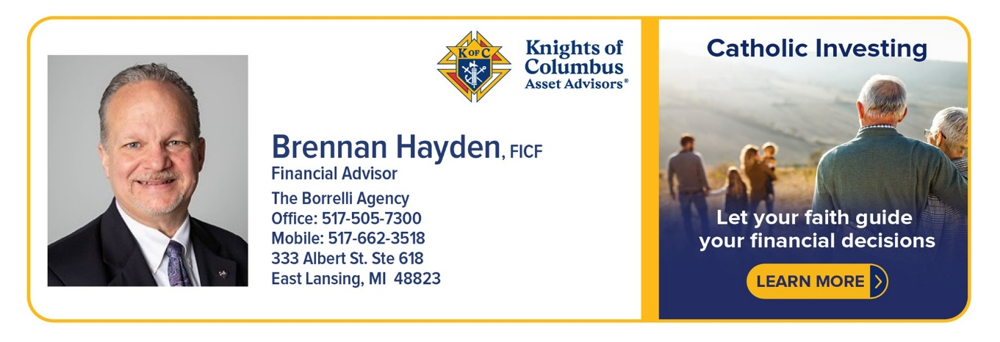 K OF C
Knights of
Columbus
Asset Advisors®
Brennan Hayden, FICF
Financial Advisor
The Borrelli Agency
Office: 517-505-7300
Mobile: 517-662-3518
333 Albert St. Ste 618
East Lansing, MI 48823
Catholic Investing
Let your faith guide
your financial decisions
LEARN MORE